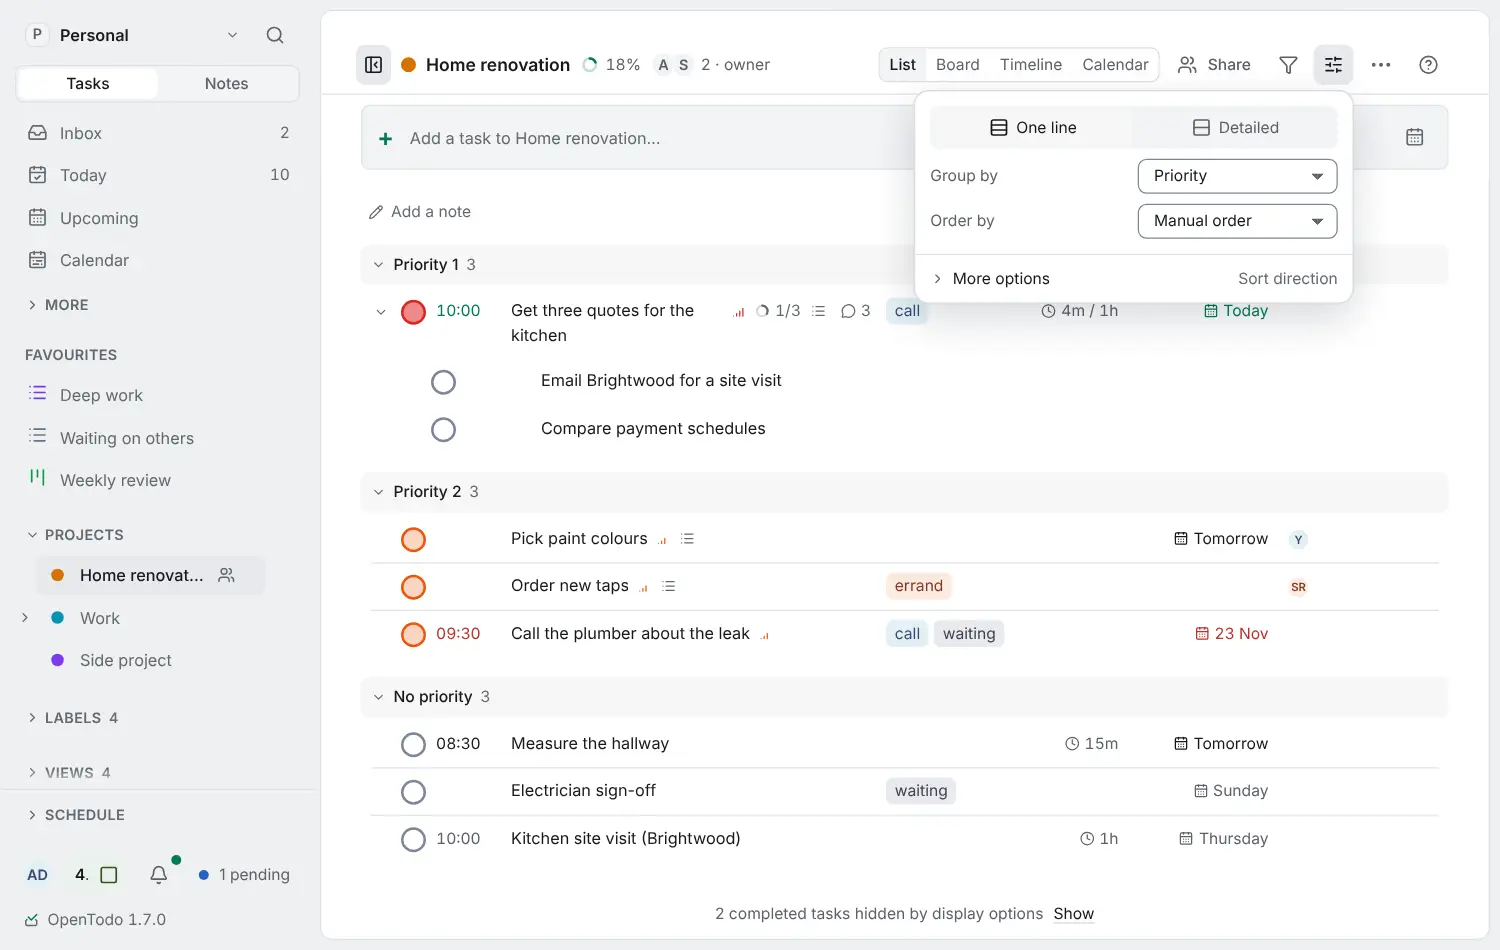 P Personal
Tasks Notes
Inbox 2
Today 10
Upcoming
Calendar
MORE
FAVOURITES
Deep work
Waiting on others
Weekly review
PROJECTS
Home renovat...
Work
Side project
LABELS 4
VIEWS 4
SCHEDULE
AD 4. 1 pending
OpenTodo 1.7.0
Home renovation 18% A S 2 · owner
List Board Timeline Calendar Share
Add a task to Home renovation...
Add a note
One line Detailed
Group by Priority
Order by Manual order
More options Sort direction
Priority 1 3
10:00 Get three quotes for the 1/3 3 call 4m / 1h Today
kitchen
Email Brightwood for a site visit
Compare payment schedules
Priority 2 3
Pick paint colours Tomorrow Y
Order new taps errand SR
09:30 Call the plumber about the leak call waiting 23 Nov
No priority 3
08:30 Measure the hallway 15m Tomorrow
Electrician sign-off waiting Sunday
10:00 Kitchen site visit (Brightwood) 1h Thursday
2 completed tasks hidden by display options Show